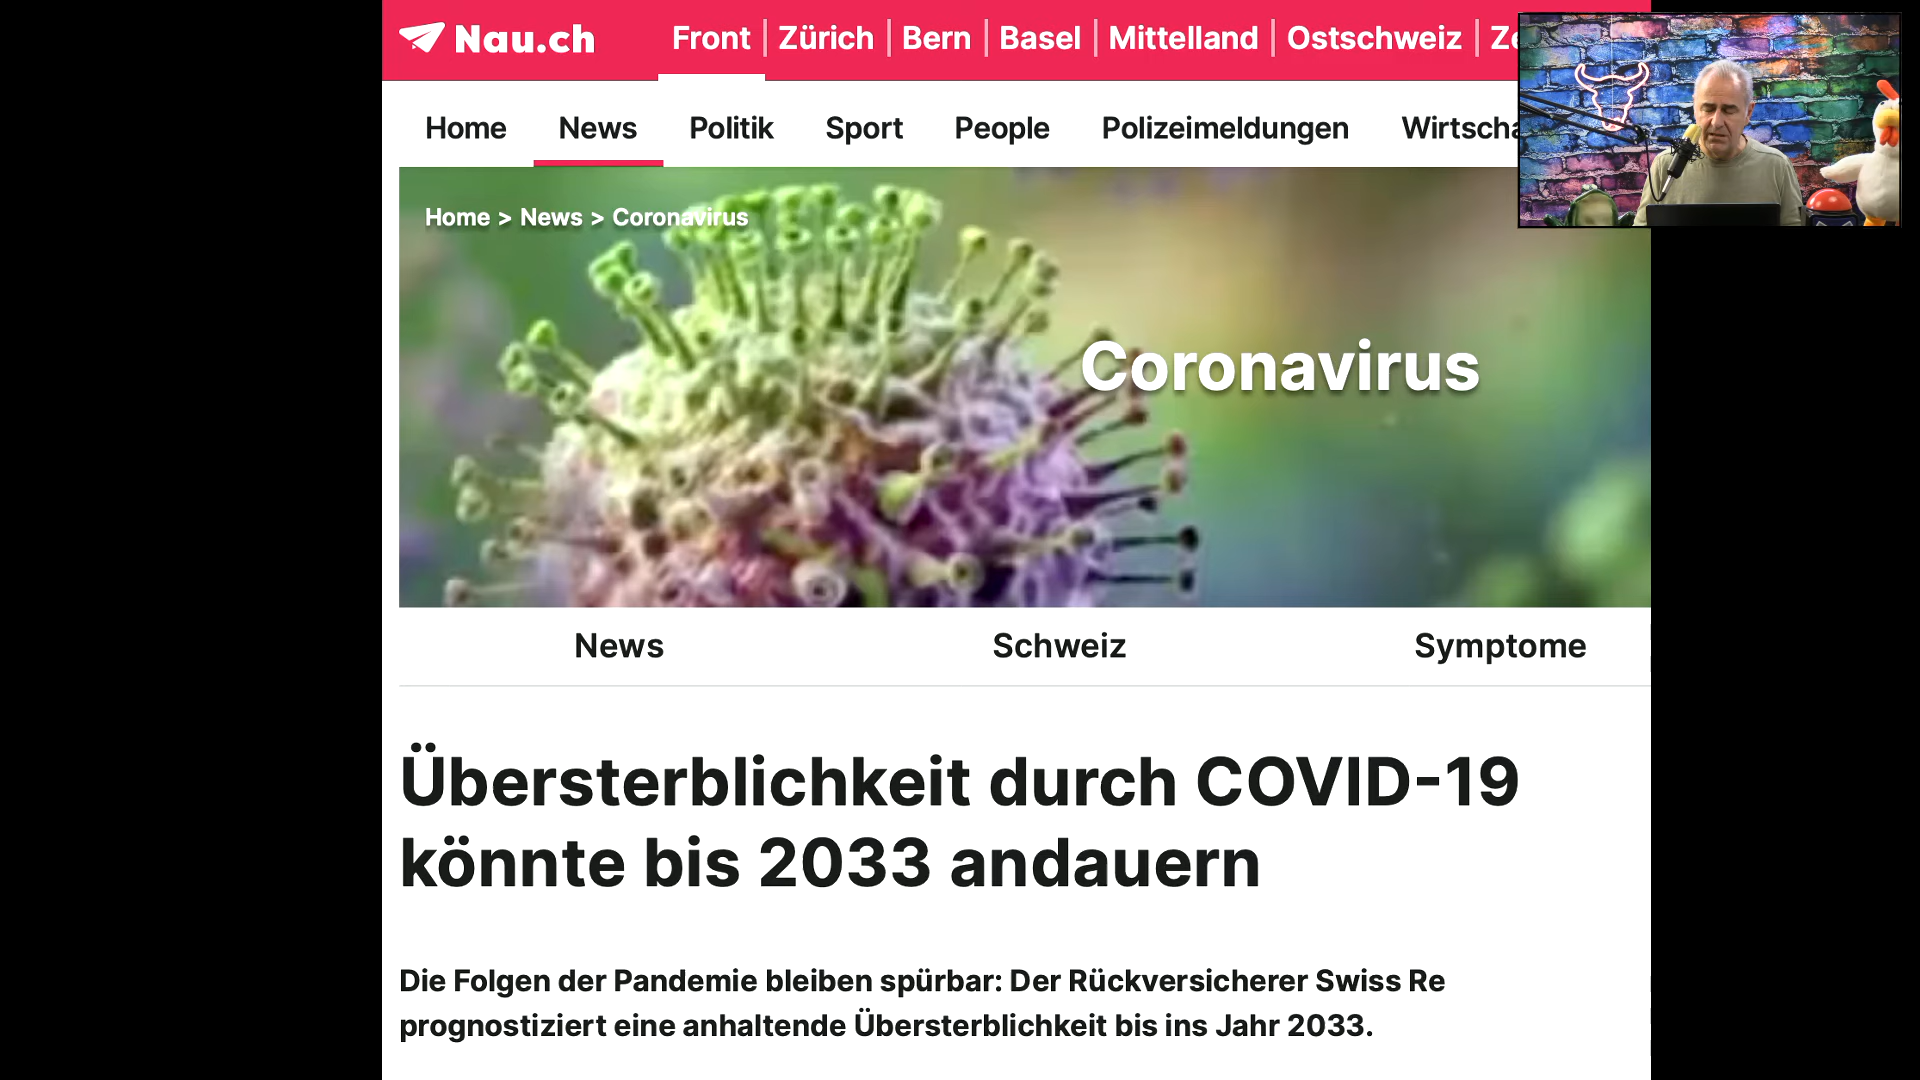 Nau.ch
Front Zürich Bern Basel Mittelland Ostschweiz
Home News Politik Sport People Polizeimeldungen
Home > News > Coronavirus
Coronavirus
News Schweiz Symptome
Übersterblichkeit durch COVID-19
könnte bis 2033 andauern
Die Folgen der Pandemie bleiben spürbar: Der Rückversicherer Swiss Re
prognostiziert eine anhaltende Übersterblichkeit bis ins Jahr 2033.